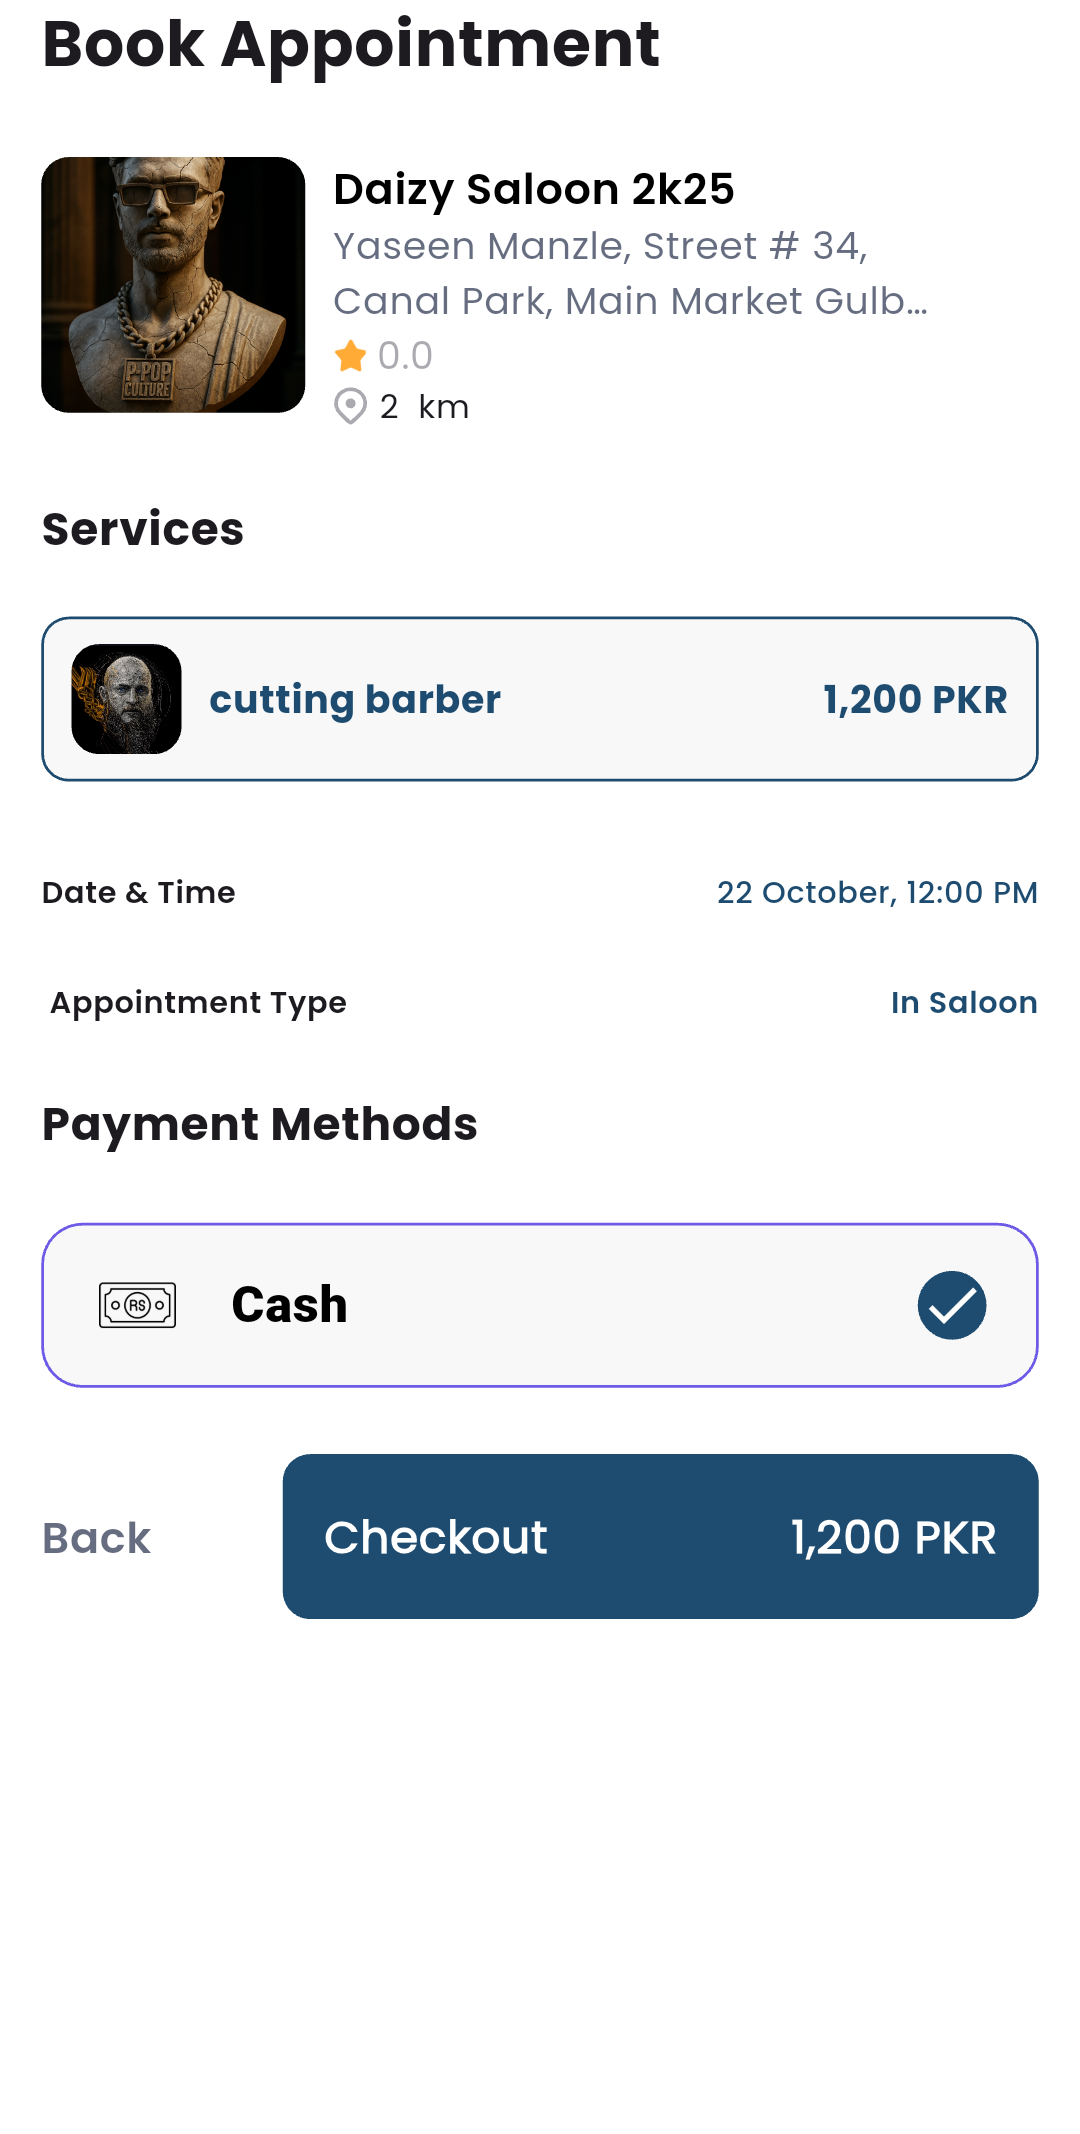 Book Appointment
P-POP
CULTURE
Daizy Saloon 2k25
Yaseen Manzle, Street # 34,
Canal Park, Main Market Gulb...
0.0
2 km
Services
cutting barber
1,200 PKR
Date & Time
22 October, 12:00 PM
Appointment Type
In Saloon
Payment Methods
RS
Cash
Back
Checkout
1,200 PKR